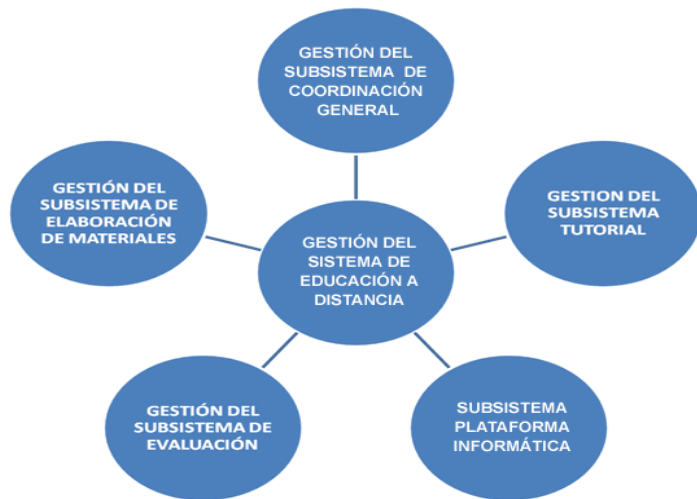 GESTIÓN DEL
SUBSISTEMA DE
COORDINACIÓN
GENERAL
GESTIÓN DEL
SUBSISTEMA DE
ELABORACIÓN
DE MATERIALES
GESTION DEL
SUBSISTEMA
TUTORIAL
GESTIÓN DEL
SISTEMA DE
EDUCACIÓN A
DISTANCIA
GESTIÓN DEL
SUBSISTEMA DE
EVALUACIÓN
SUBSISTEMA
PLATAFORMA
INFORMÁTICA